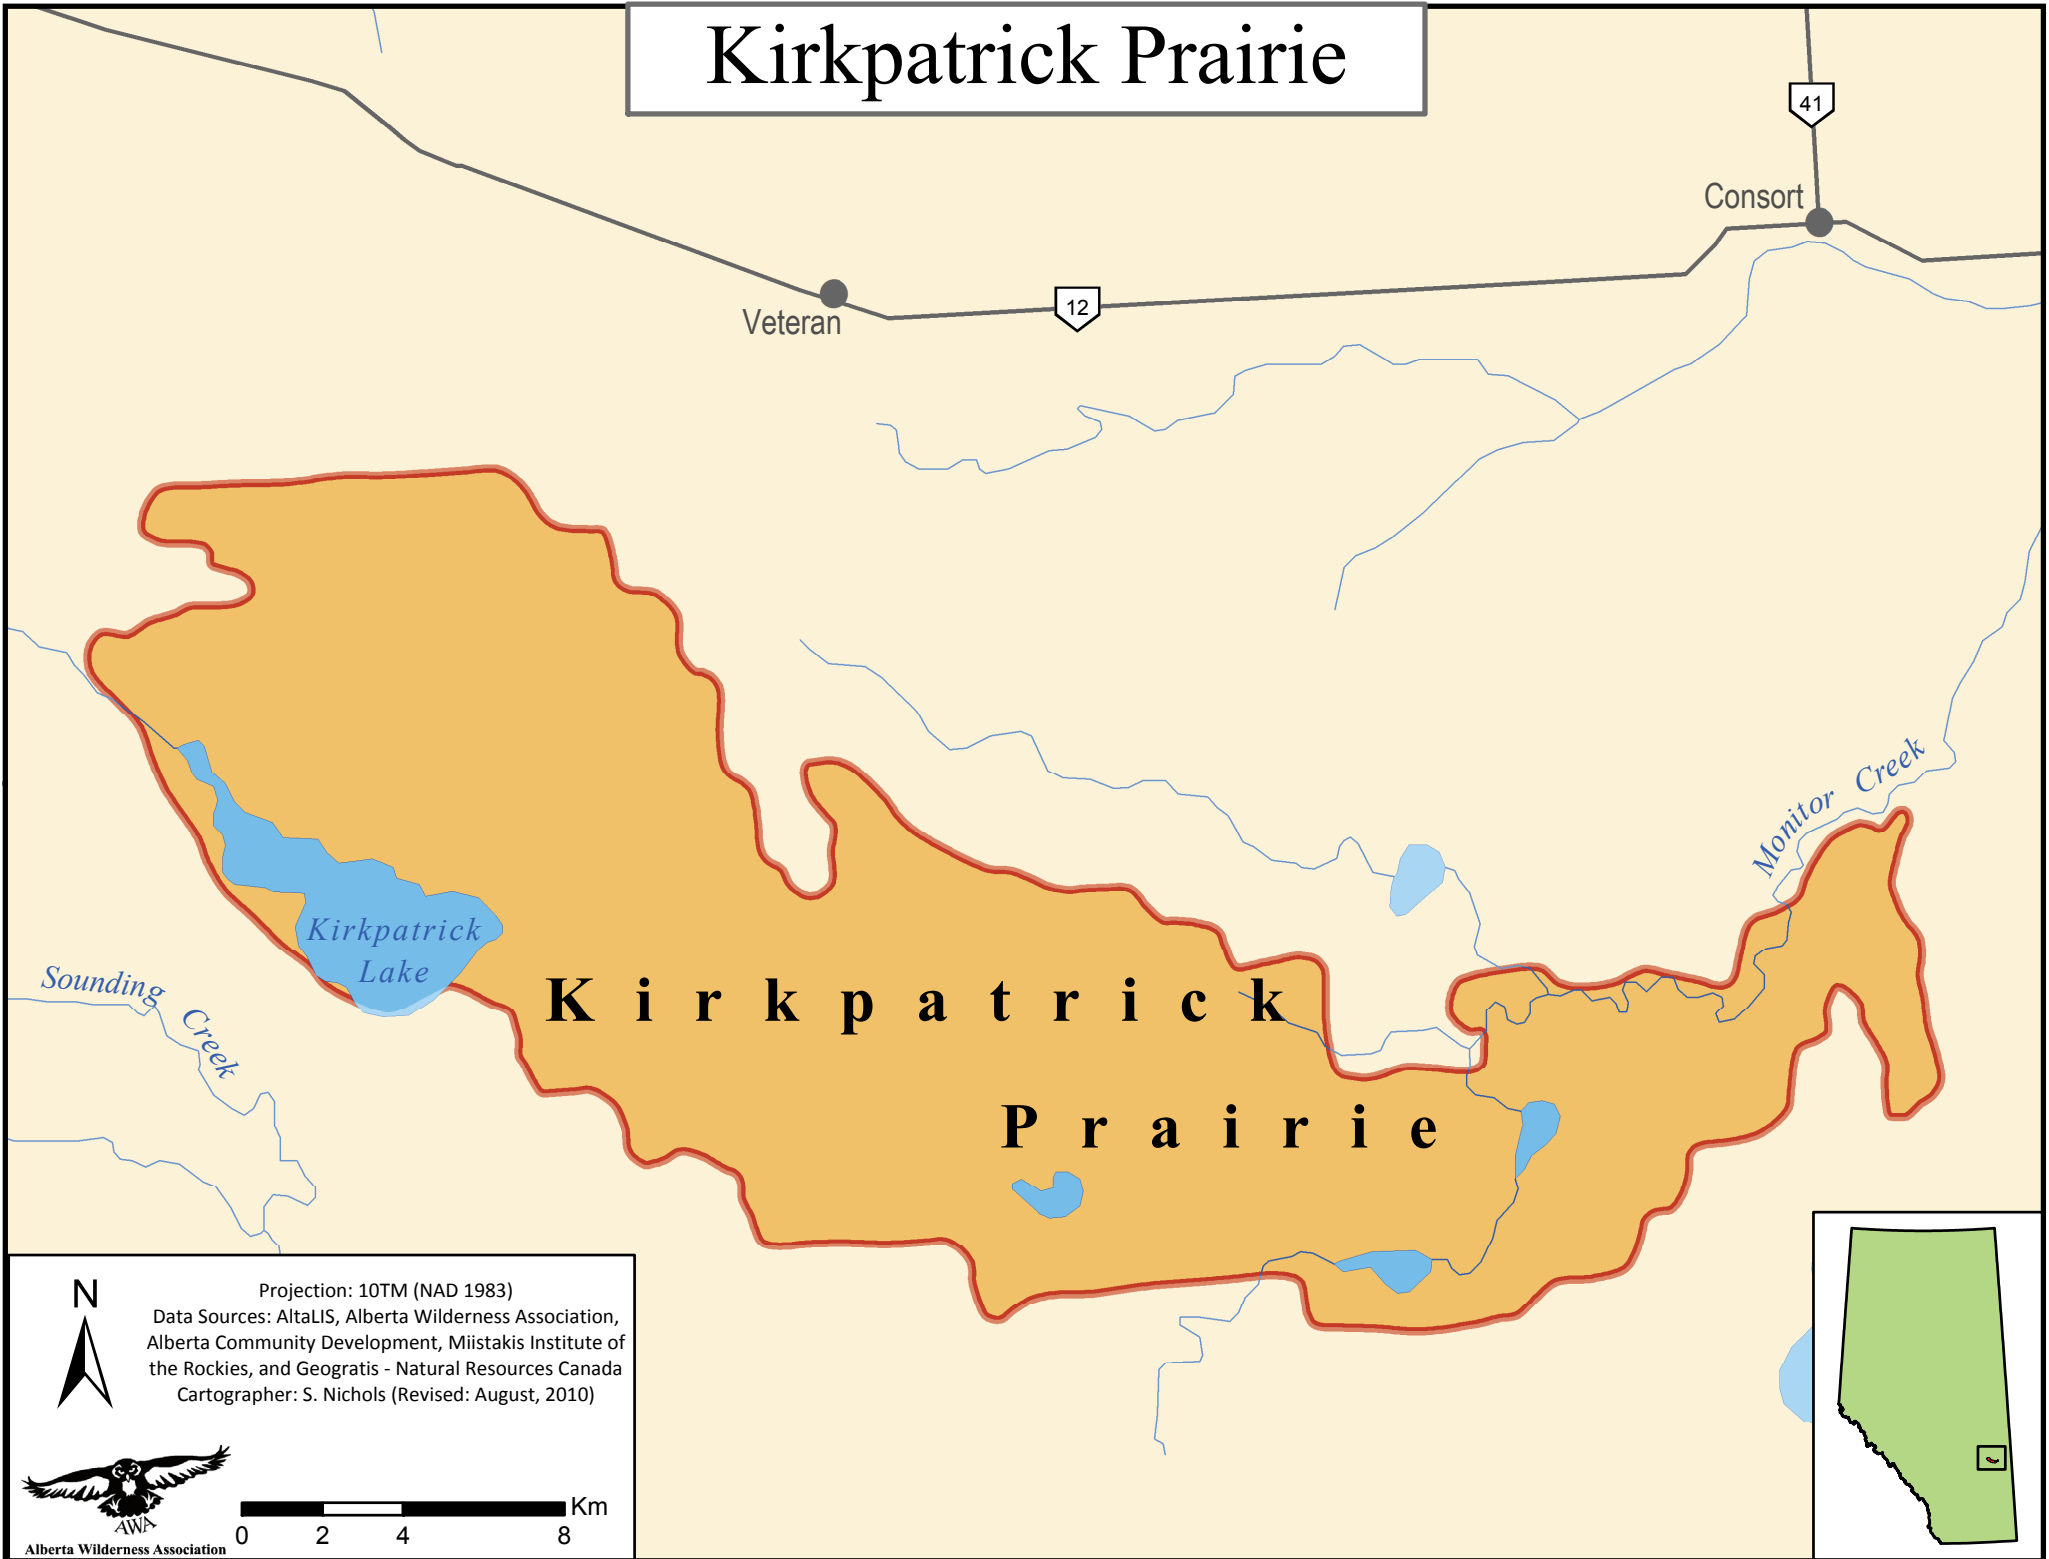 Kirkpatrick Prairie
41
Consort
12
Veteran
Monitor Creek
Kirkpatrick
Lake
Sounding
Creek
Kirkpatrick
Prairie
N
Projection: 10TM (NAD 1983)
Data Sources: AltaLIS, Alberta Wilderness Association,
Alberta Community Development, Miistakis Institute of
the Rockies, and Geogratis - Natural Resources Canada
Cartographer: S. Nichols (Revised: August, 2010)
AWA
Alberta Wilderness Association
Km
0 2 4 8